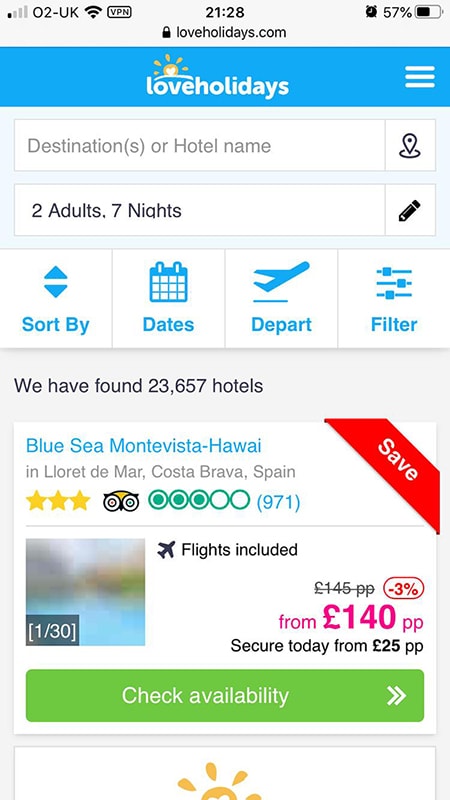 O2-UK VPN 21:28 57%
loveholidays.com
loveholidays
Destination(s) or Hotel name
2 Adults, 7 Nights
Sort By Dates Depart Filter
We have found 23,657 hotels
Save
Blue Sea Montevista-Hawai
in Lloret de Mar, Costa Brava, Spain
(971)
Flights included
£145 pp -3%
from £140 pp
[1/30]
Secure today from £25 pp
Check availability